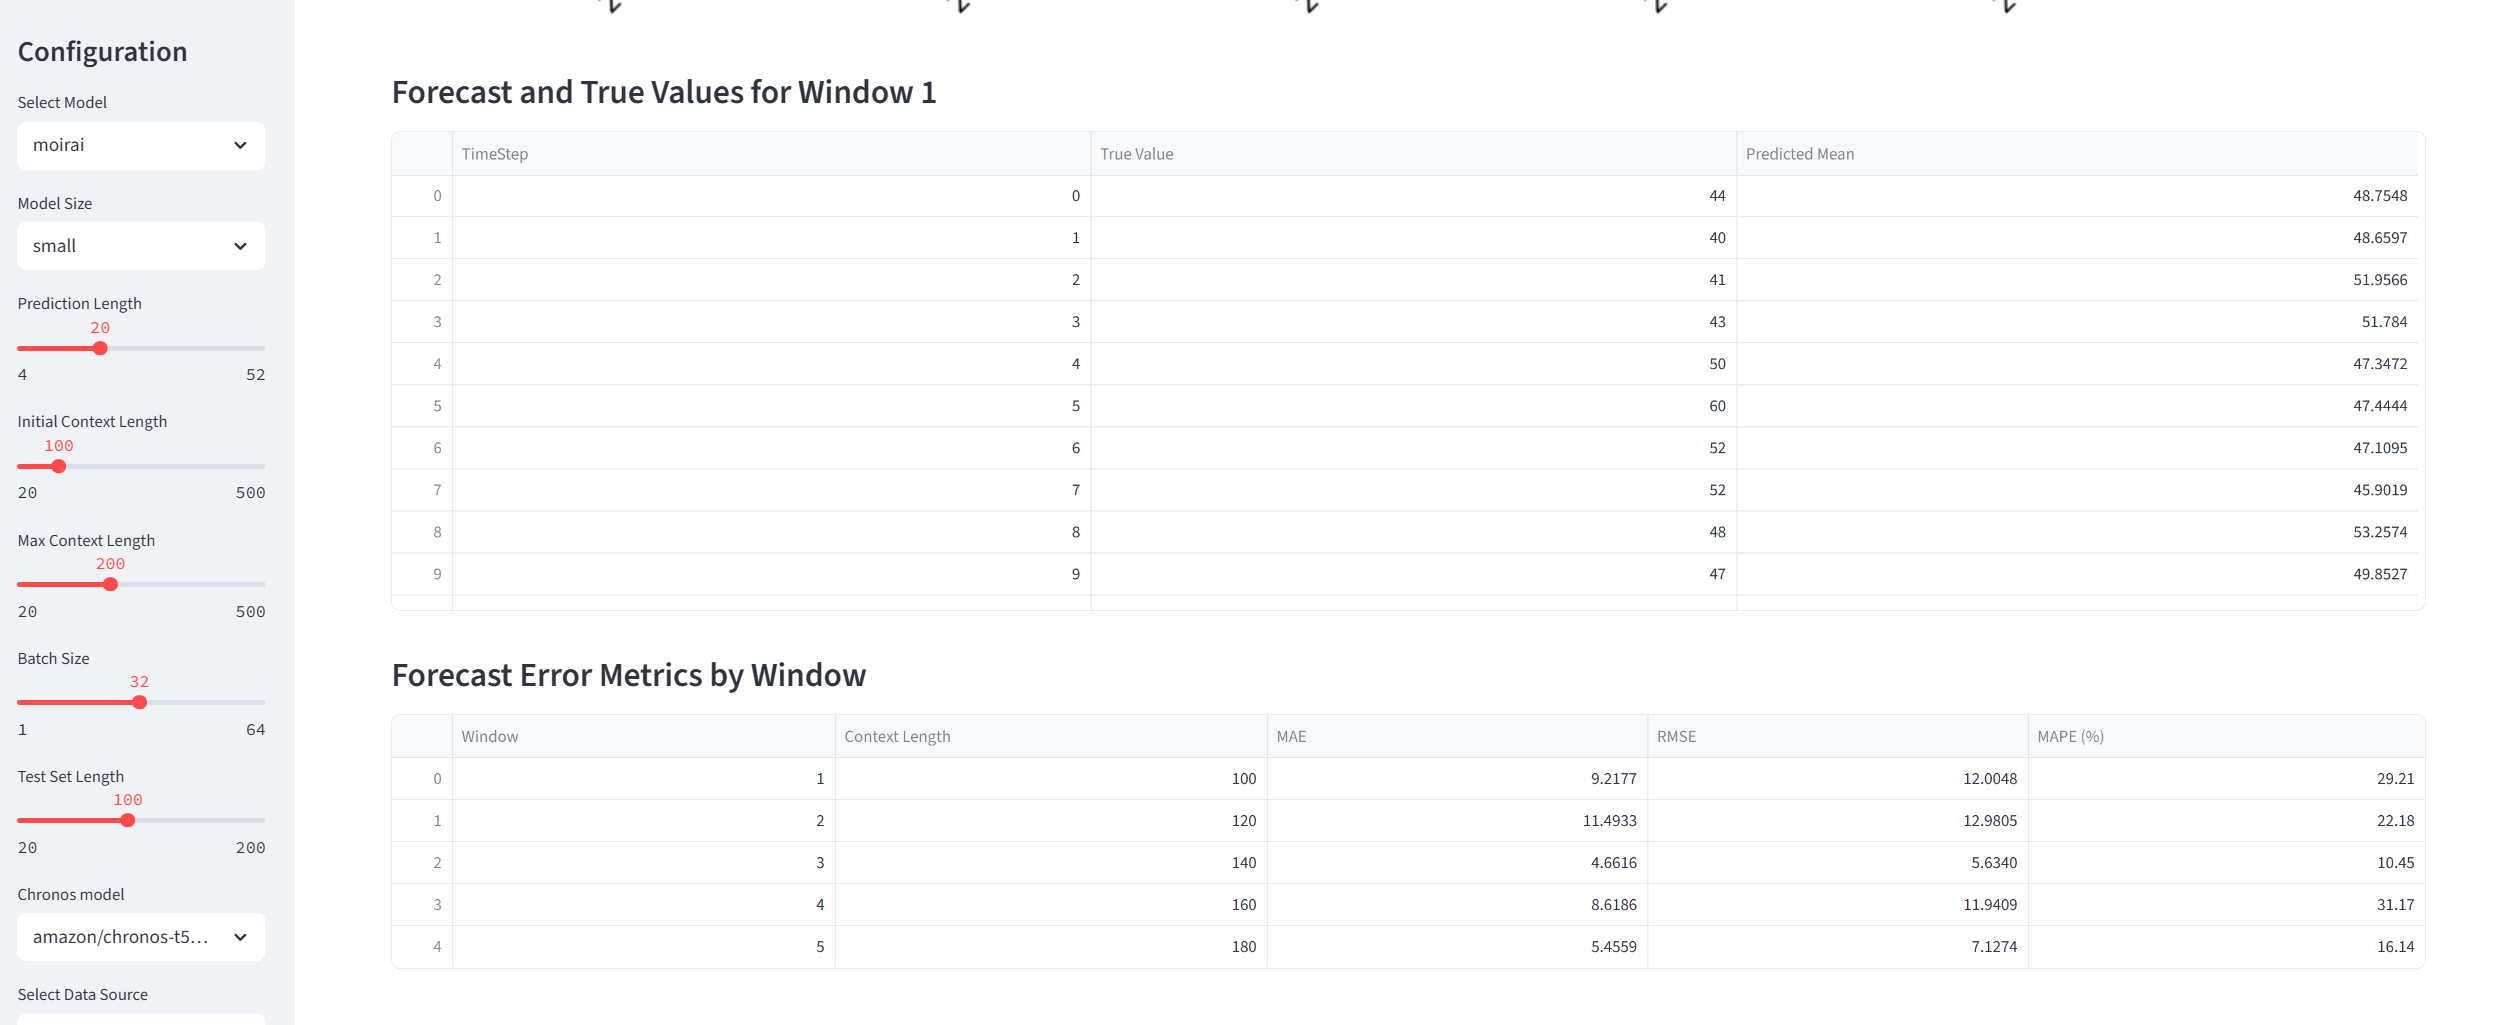 Configuration
Select Model
moirai
Model Size
small
Prediction Length
20
4 52
Initial Context Length
100
20 500
Max Context Length
200
20 500
Batch Size
32
1 64
Test Set Length
100
20 200
Chronos model
amazon/chronos-t5...
Select Data Source
Forecast and True Values for Window 1
TimeStep True Value Predicted Mean
0 0 44 48.7548
1 1 40 48.6597
2 2 41 51.9566
3 3 43 51.784
4 4 50 47.3472
5 5 60 47.4444
6 6 52 47.1095
7 7 52 45.9019
8 8 48 53.2574
9 9 47 49.8527
Forecast Error Metrics by Window
Window Context Length MAE RMSE MAPE (%)
0 1 100 9.2177 12.0048 29.21
1 2 120 11.4933 12.9805 22.18
2 3 140 4.6616 5.6340 10.45
3 4 160 8.6186 11.9409 31.17
4 5 180 5.4559 7.1274 16.14